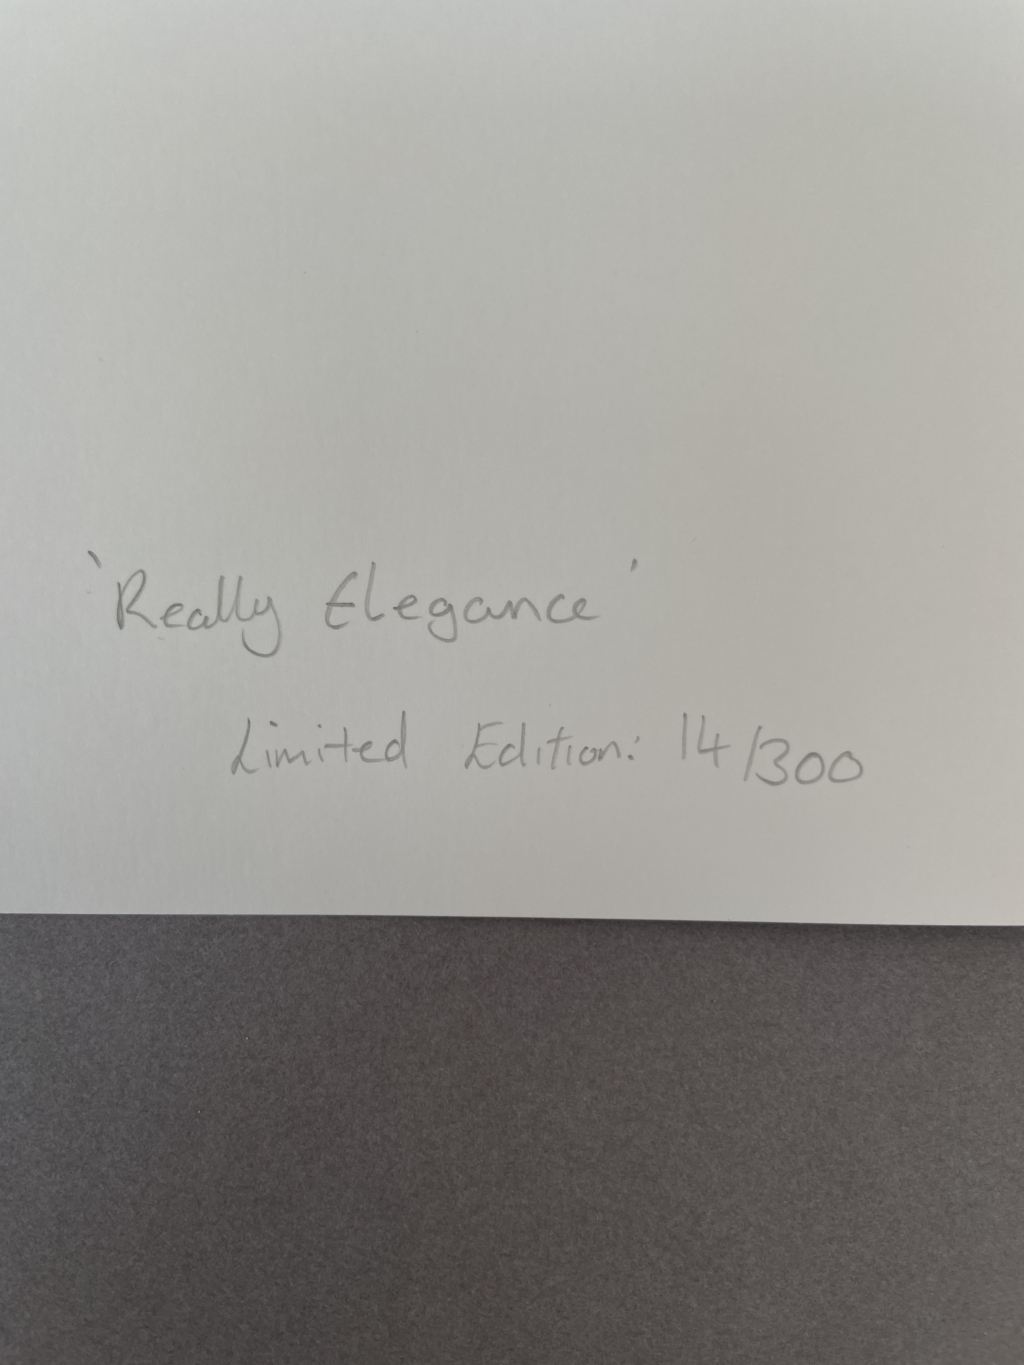 'Really Elegance'
Limited Edition: 14/300